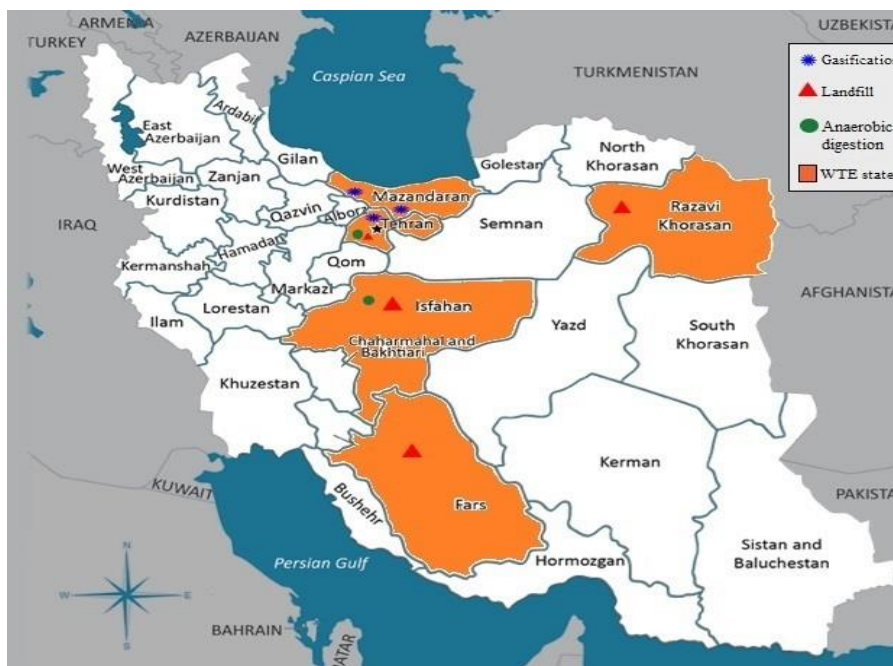 ARMENIA
TURKEY
AZERBAIJAN
UZBEKISTA
Caspian Sea
TURKMENISTAN
Gasification
Landfill
Anaerobic
digestion
WTE state
Ardabil
East
Azerbaijan
West
Azerbaijan
Gilan
Zanjan
Golestan
North
Khorasan
Kurdistan
Qazvin
Alborz
Mazandaran
Tehran
Semnan
Razavi
Khorasan
IRAQ
Hamadan
Kermanshah
Qom
Markazi
AFGHANISTA
Ilam
Lorestan
Isfahan
Yazd
South
Khorasan
Chaharmahal and
Bakhtiari
Khuzestan
Kerman
KUWAIT
Bushehr
Fars
PAKISTA
Persian Gulf
Hormozgan
Sistan and
Baluchestan
N
W
E
S
BAHRAIN
QATAR